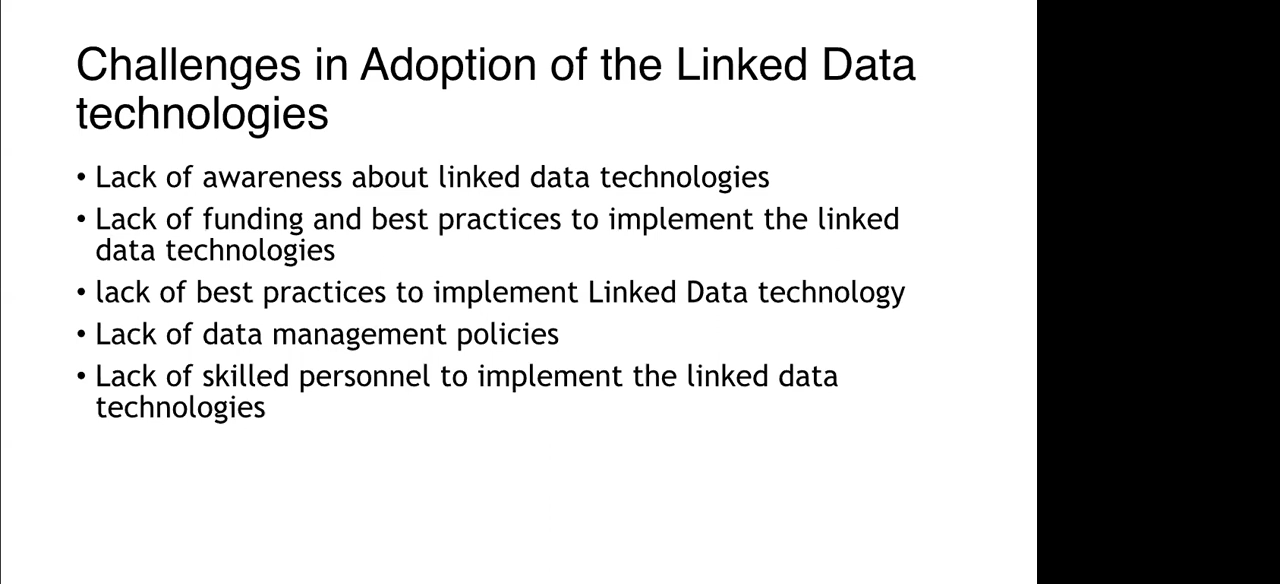 Challenges in Adoption of the Linked Data
technologies
• Lack of awareness about linked data technologies
• Lack of funding and best practices to implement the linked
data technologies
• lack of best practices to implement Linked Data technology
• Lack of data management policies
• Lack of skilled personnel to implement the linked data
technologies